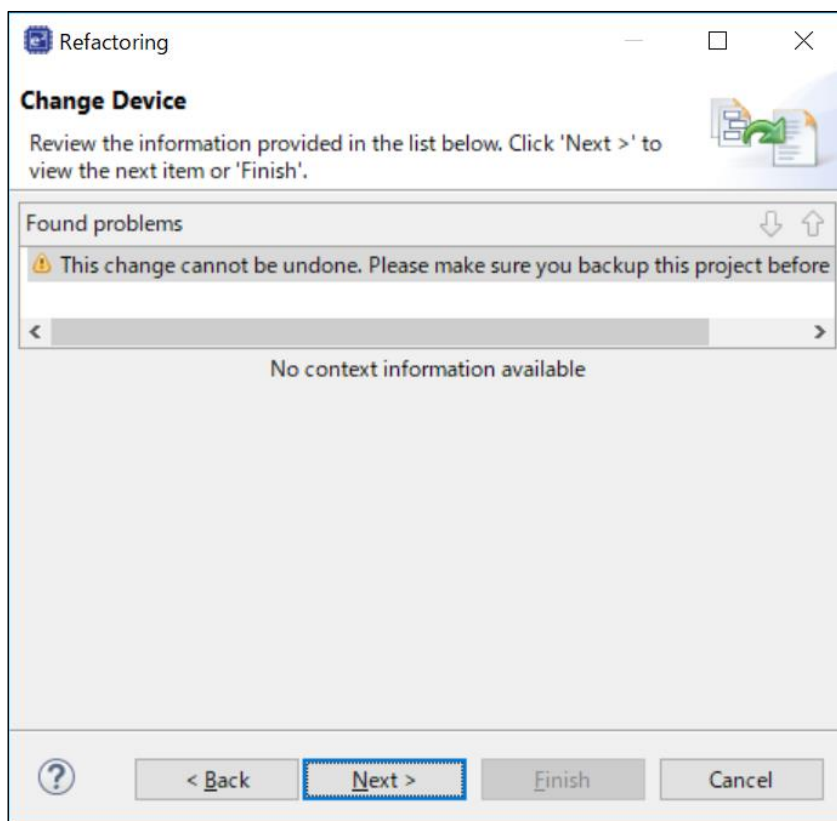 Refactoring
Change Device
Review the information provided in the list below. Click 'Next >' to
view the next item or 'Finish'.
Found problems
This change cannot be undone. Please make sure you backup this project before
No context information available
< Back
Next >
Finish
Cancel